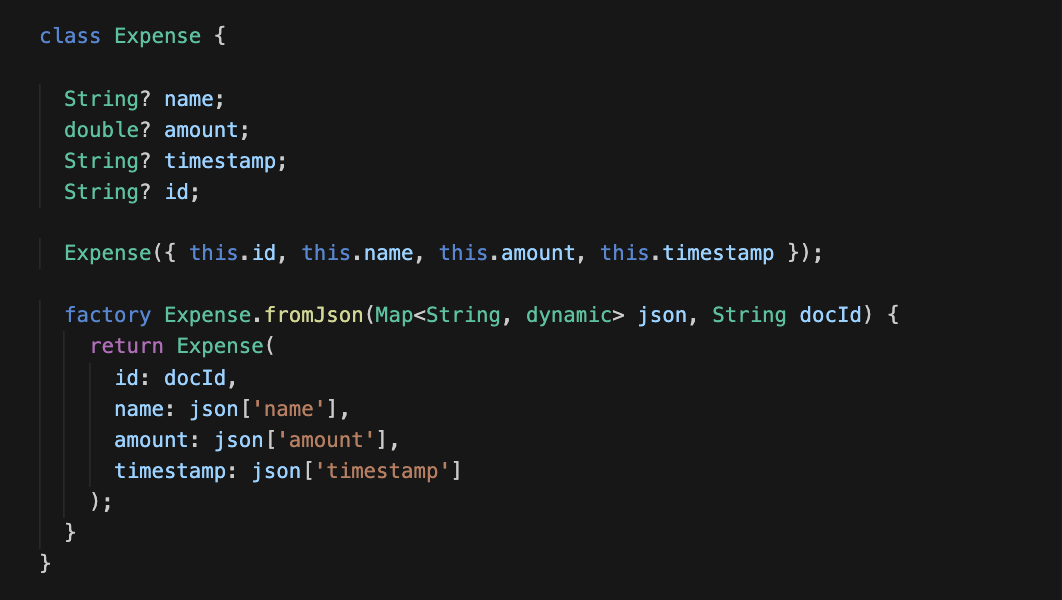 class Expense {
String? name;
double? amount;
String? timestamp;
String? id;
Expense({ this.id, this.name, this.amount, this.timestamp });
factory Expense.fromJson(Map<String, dynamic> json, String docId) {
return Expense(
id: docId,
name: json['name'],
amount: json['amount'],
timestamp: json['timestamp']
);
}
}